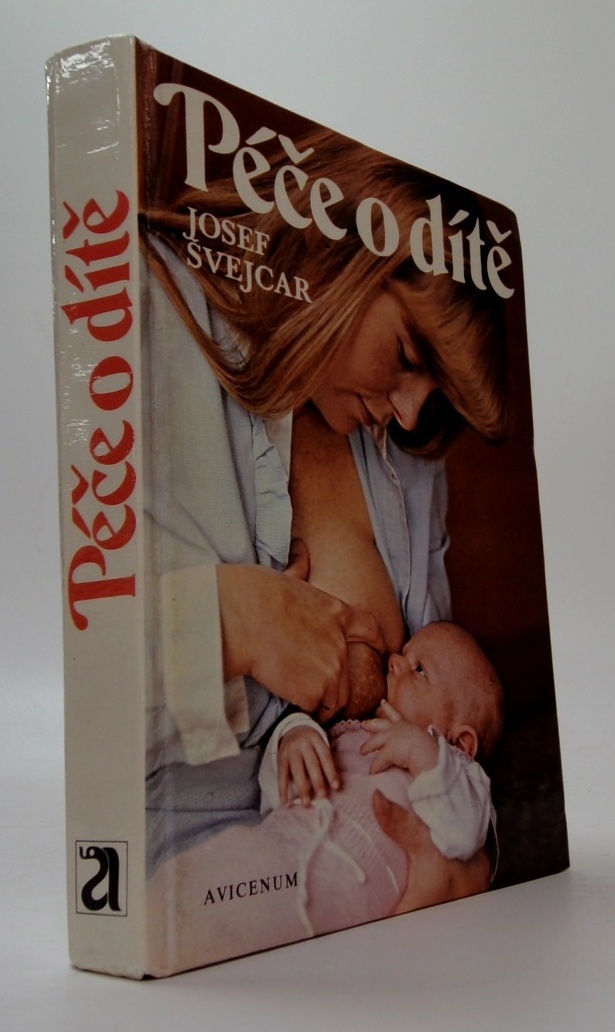 Péče o dítě
JOSEF
ŠVEJCAR
AVICENUM
Péče o dítě
a